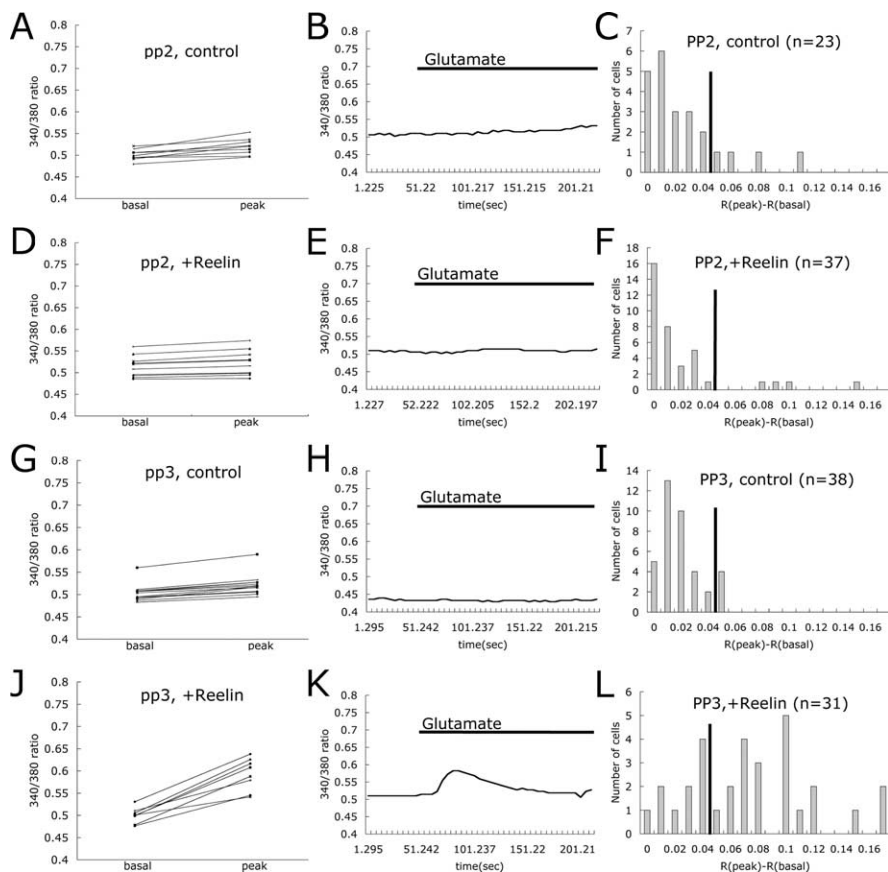 A
pp2, control
340/380 ratio
0.8
0.75
0.7
0.65
0.6
0.55
0.5
0.45
0.4
basal peak
B
Glutamate
340/380 ratio
0.8
0.75
0.7
0.65
0.6
0.55
0.5
0.45
0.4
1.225 51.22 101.217 151.215 201.21
time(sec)
C
PP2, control (n=23)
Number of cells
7
6
5
4
3
2
1
0
0 0.02 0.04 0.06 0.08 0.1 0.12 0.14 0.16
R(peak)-R(basal)
D
pp2, +Reelin
340/380 ratio
0.8
0.75
0.7
0.65
0.6
0.55
0.5
0.45
0.4
basal peak
E
Glutamate
340/380 ratio
0.8
0.75
0.7
0.65
0.6
0.55
0.5
0.45
0.4
1.227 52.222 102.205 152.2 202.197
time(sec)
F
PP2,+Reelin (n=37)
Number of cells
18
16
14
12
10
8
6
4
2
0
0 0.02 0.04 0.06 0.08 0.1 0.12 0.14 0.16
R(peak)-R(basal)
G
pp3, control
340/380 ratio
0.8
0.75
0.7
0.65
0.6
0.55
0.5
0.45
0.4
basal peak
H
Glutamate
340/380 ratio
0.8
0.75
0.7
0.65
0.6
0.55
0.5
0.45
0.4
1.295 51.242 101.237 151.22 201.215
time(sec)
I
PP3, control (n=38)
Number of cells
14
12
10
8
6
4
2
0
0 0.02 0.04 0.06 0.08 0.1 0.12 0.14 0.16
R(peak)-R(basal)
J
pp3, +Reelin
340/380 ratio
0.8
0.75
0.7
0.65
0.6
0.55
0.5
0.45
0.4
basal peak
K
Glutamate
340/380 ratio
0.8
0.75
0.7
0.65
0.6
0.55
0.5
0.45
0.4
1.295 51.242 101.237 151.22 201.21
time(sec)
L
PP3,+Reelin (n=31)
Number of cells
6
5
4
3
2
1
0
0 0.02 0.04 0.06 0.08 0.1 0.12 0.14 0.16
R(peak)-R(basal)